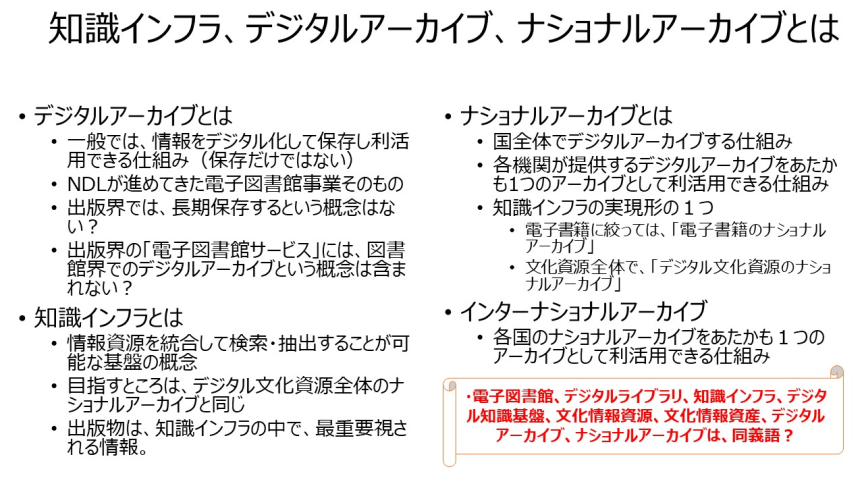 知識インフラ、デジタルアーカイブ、ナショナルアーカイブとは
• デジタルアーカイブとは
• 一般では、情報をデジタル化して保存し利活
用できる仕組み（保存だけではない）
• NDLが進めてきた電子図書館事業そのもの
• 出版界では、長期保存するという概念はな
い？
• 出版界の「電子図書館サービス」には、図書
館界でのデジタルアーカイブという概念は含ま
れない？
• 知識インフラとは
• 情報資源を統合して検索・抽出することが可
能な基盤の概念
• 目指すところは、デジタル文化資源全体のナ
ショナルアーカイブと同じ
• 出版物は、知識インフラの中で、最重要視さ
れる情報。
• ナショナルアーカイブとは
• 国全体でデジタルアーカイブする仕組み
• 各機関が提供するデジタルアーカイブをあたか
も1つのアーカイブとして利活用できる仕組み
• 知識インフラの実現形の１つ
• 電子書籍に絞っては、「電子書籍のナショナル
アーカイブ」
• 文化資源全体で、「デジタル文化資源のナショ
ナルアーカイブ」
• インターナショナルアーカイブ
• 各国のナショナルアーカイブをあたかも１つの
アーカイブとして利活用できる仕組み
・電子図書館、デジタルライブラリ、知識インフラ、デジタ
ル知識基盤、文化情報資源、文化情報資産、デジタル
アーカイブ、ナショナルアーカイブは、同義語？